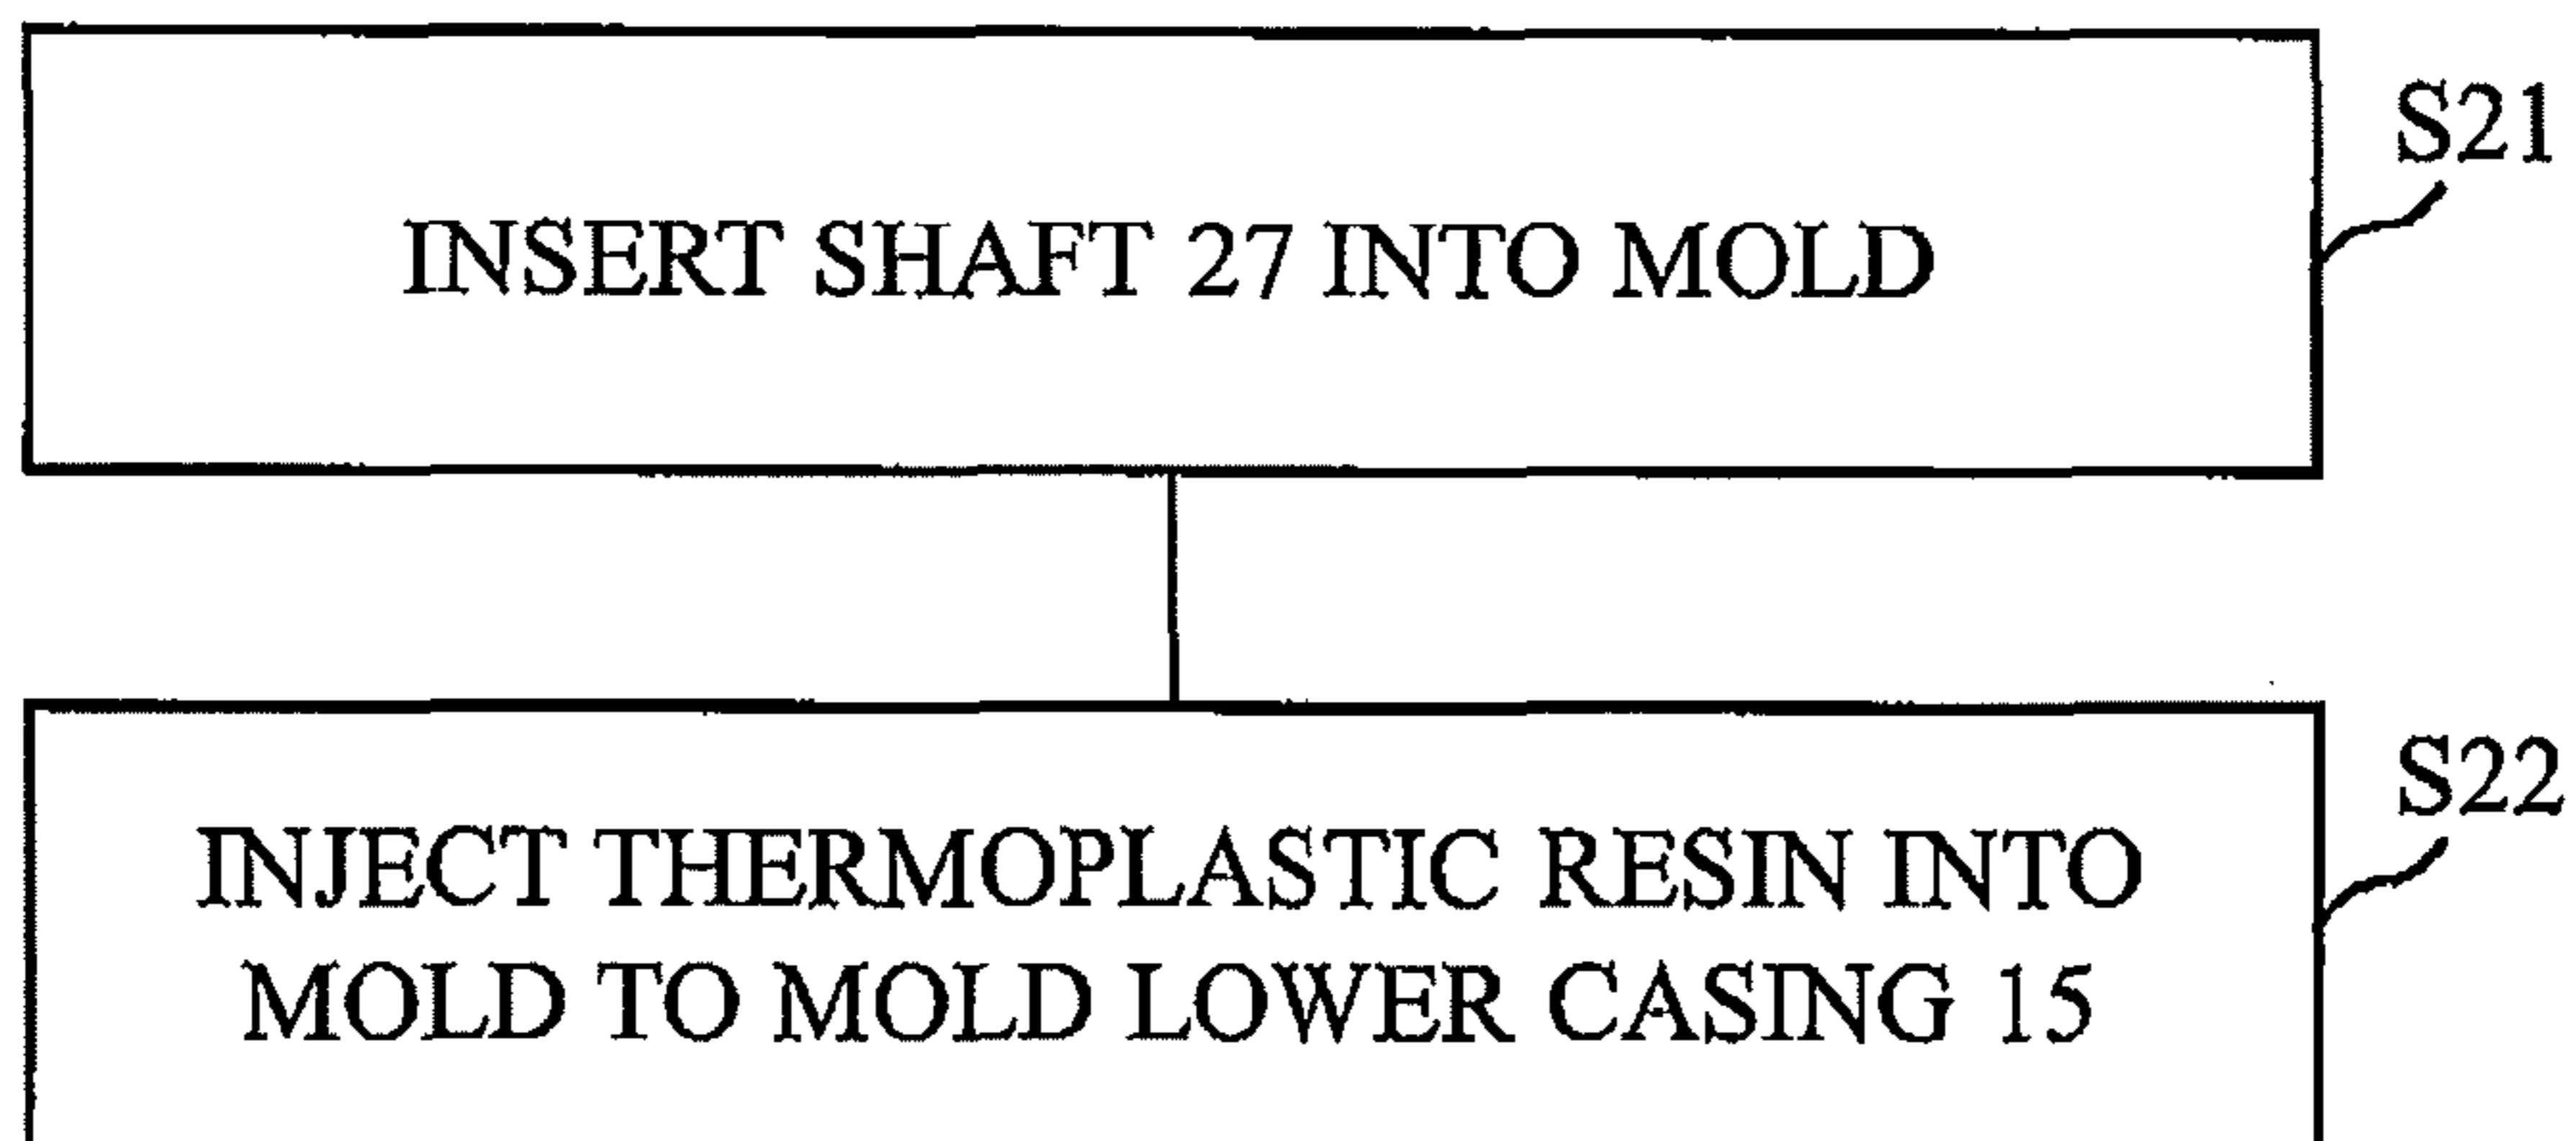 S21
INSERT SHAFT 27 INTO MOLD
S22
INJECT THERMOPLASTIC RESIN INTO
MOLD TO MOLD LOWER CASING 15